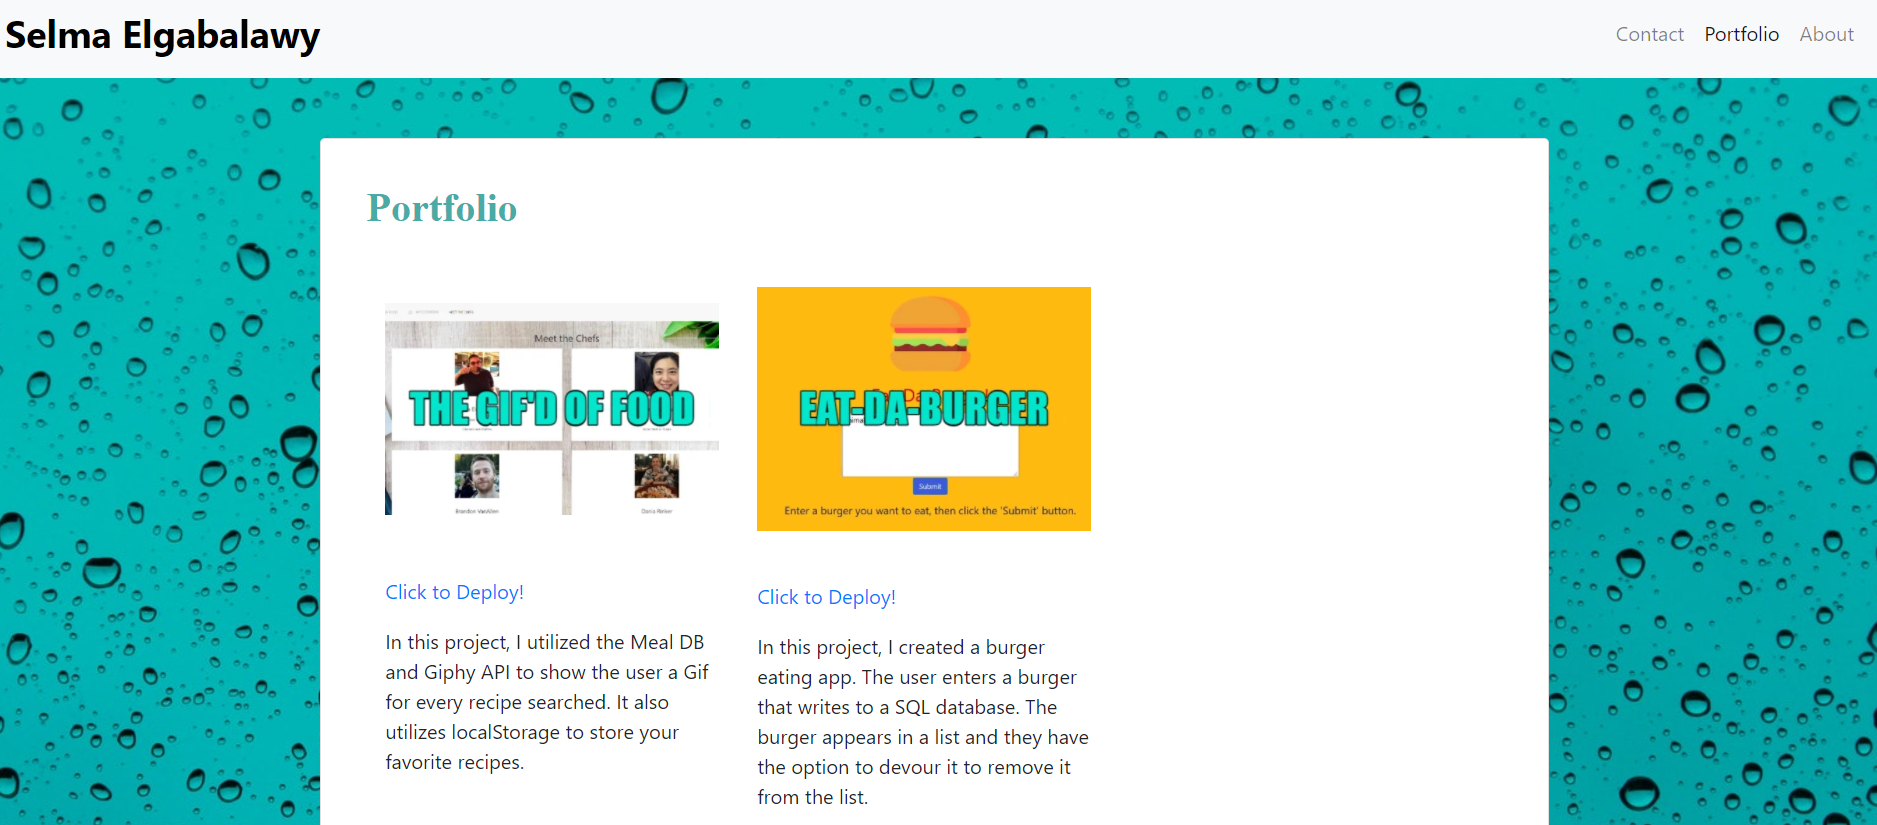 Selma Elgabalawy
Contact Portfolio About
Portfolio
Meet the Chefs
THE GIF'D OF FOOD
Brandon VanAllen
EAT-DA-BURGER
Submit
Enter a burger you want to eat, then click the 'Submit' button.
Click to Deploy!
In this project, I utilized the Meal DB
and Giphy API to show the user a Gif
for every recipe searched. It also
utilizes localStorage to store your
favorite recipes.
Click to Deploy!
In this project, I created a burger
eating app. The user enters a burger
that writes to a SQL database. The
burger appears in a list and they have
the option to devour it to remove it
from the list.